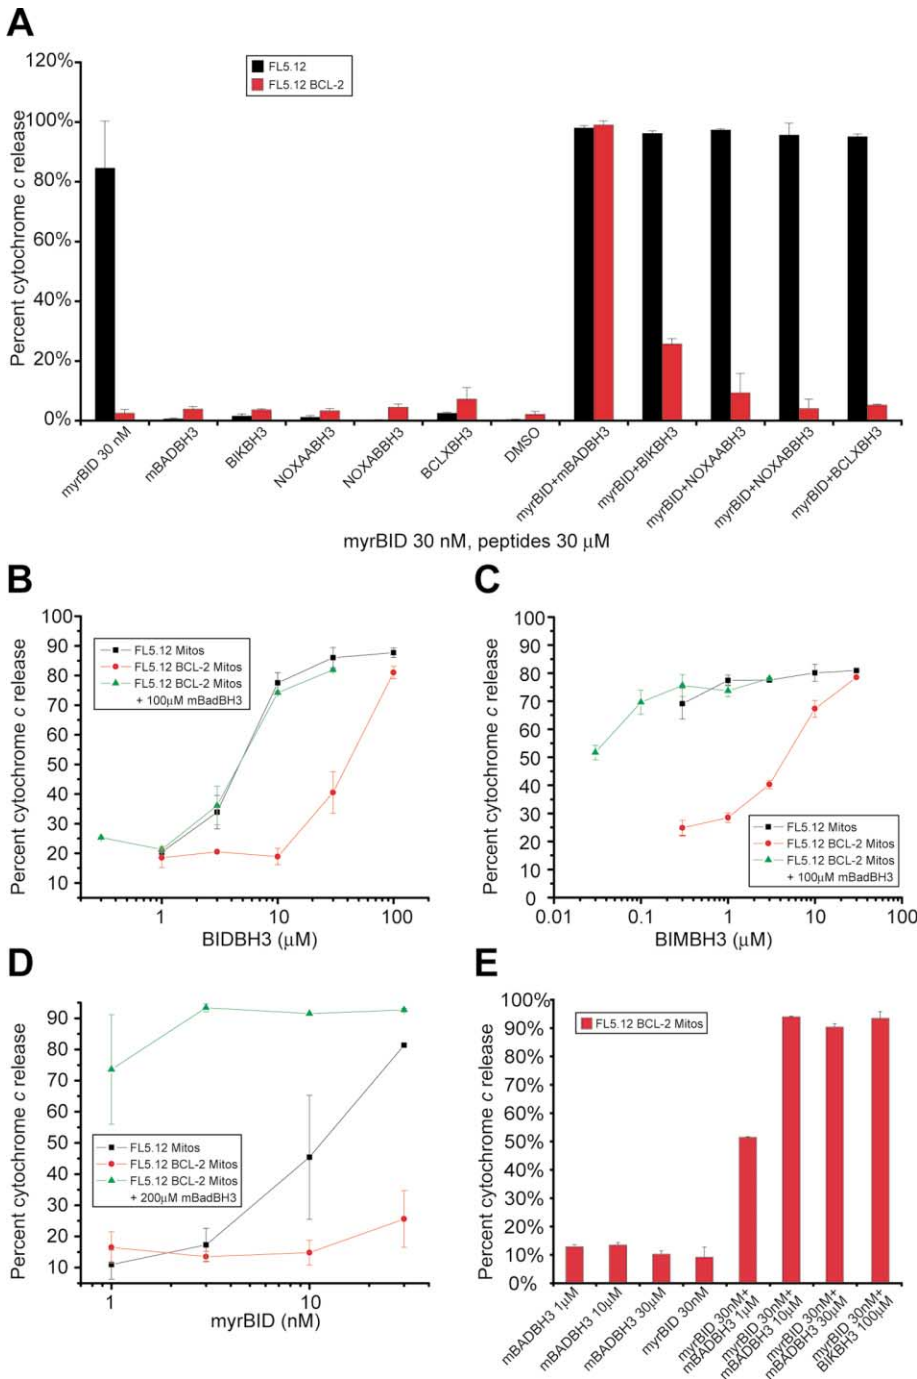 A
Percent cytochrome c release
120%
100%
80%
60%
40%
20%
0%
FL5.12
FL5.12 BCL-2
myrBID 30 nM
mBADBH3
BIKBH3
NOXAABH3
NOXABBH3
BCLXBH3
DMSO
myrBID+mBADBH3
myrBID+BIKBH3
myrBID+NOXAABH3
myrBID+NOXABBH3
myrBID+BCLXBH3
myrBID 30 nM, peptides 30 μM
B
Percent cytochrome c release
100
90
80
70
60
50
40
30
20
10
FL5.12 Mitos
FL5.12 BCL-2 Mitos
FL5.12 BCL-2 Mitos
+ 100μM mBadBH3
1
10
100
BIDBH3 (μM)
C
Percent cytochrome c release
100
90
80
70
60
50
40
30
20
10
0
FL5.12 Mitos
FL5.12 BCL-2 Mitos
FL5.12 BCL-2 Mitos
+ 100μM mBadBH3
0.01
0.1
1
10
100
BIMBH3 (μM)
D
Percent cytochrome c release
90
80
70
60
50
40
30
20
10
FL5.12 Mitos
FL5.12 BCL-2 Mitos
FL5.12 BCL-2 Mitos
+ 200μM mBadBH3
1
10
myrBID (nM)
E
Percent cytochrome c release
100%
90%
80%
70%
60%
50%
40%
30%
20%
10%
0%
FL5.12 BCL-2 Mitos
mBADBH3 1μM
mBADBH3 10μM
mBADBH3 30μM
myrBID 30nM
myrBID 30nM+
mBADBH3 1μM
myrBID 30nM+
mBADBH3 10μM
myrBID 30nM+
mBADBH3 30μM
myrBID 30nM+
BIKBH3 100μM